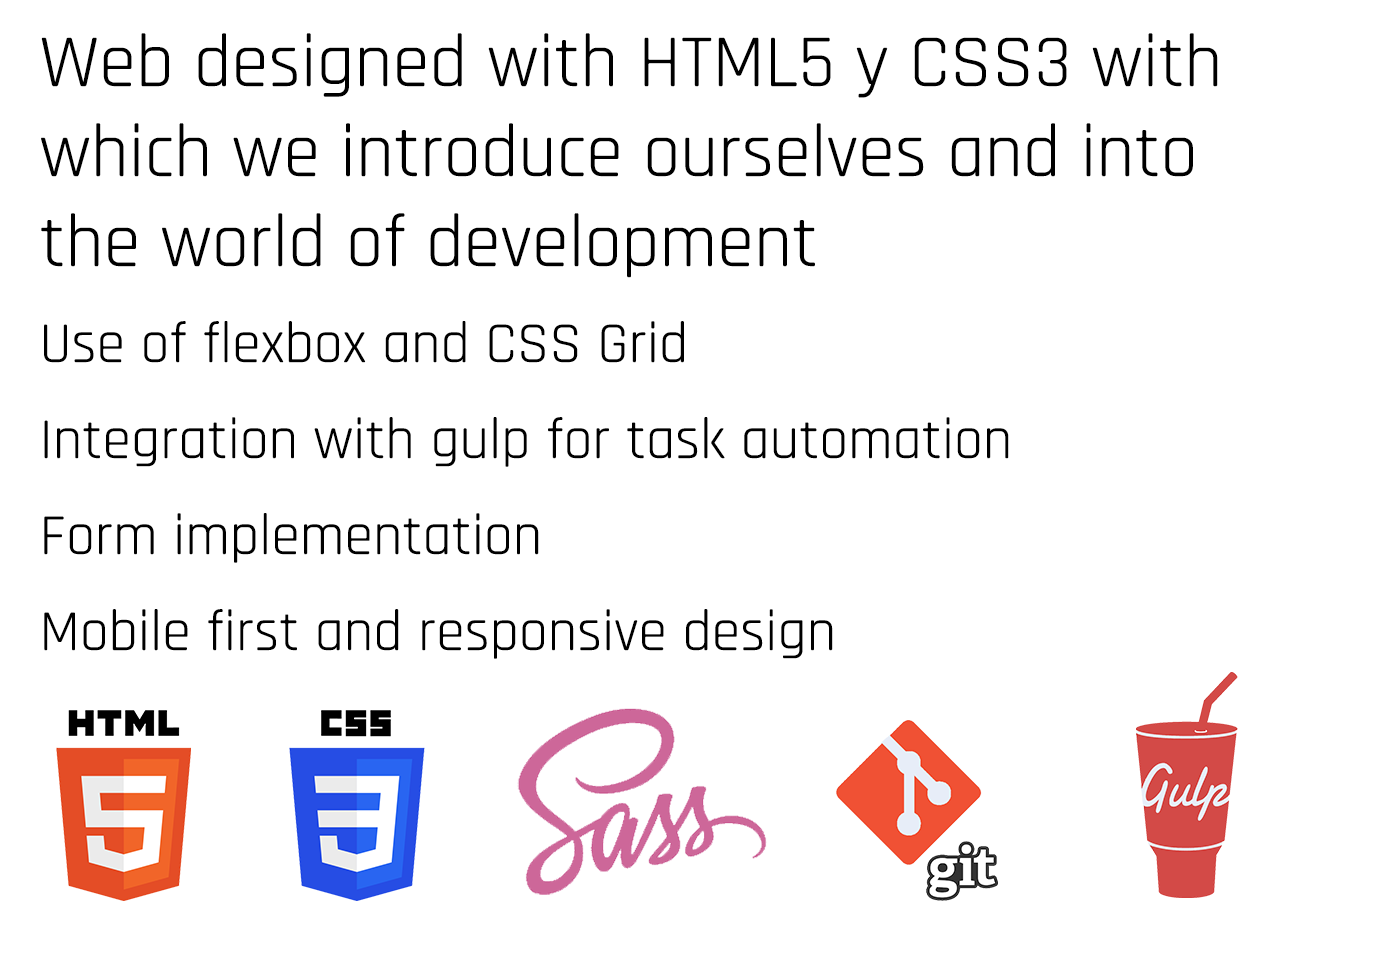 Web designed with HTML5 y CSS3 with
which we introduce ourselves and into
the world of development
Use of flexbox and CSS Grid
Integration with gulp for task automation
Form implementation
Mobile first and responsive design
HTML CSS
5 3 Sass git Gulp